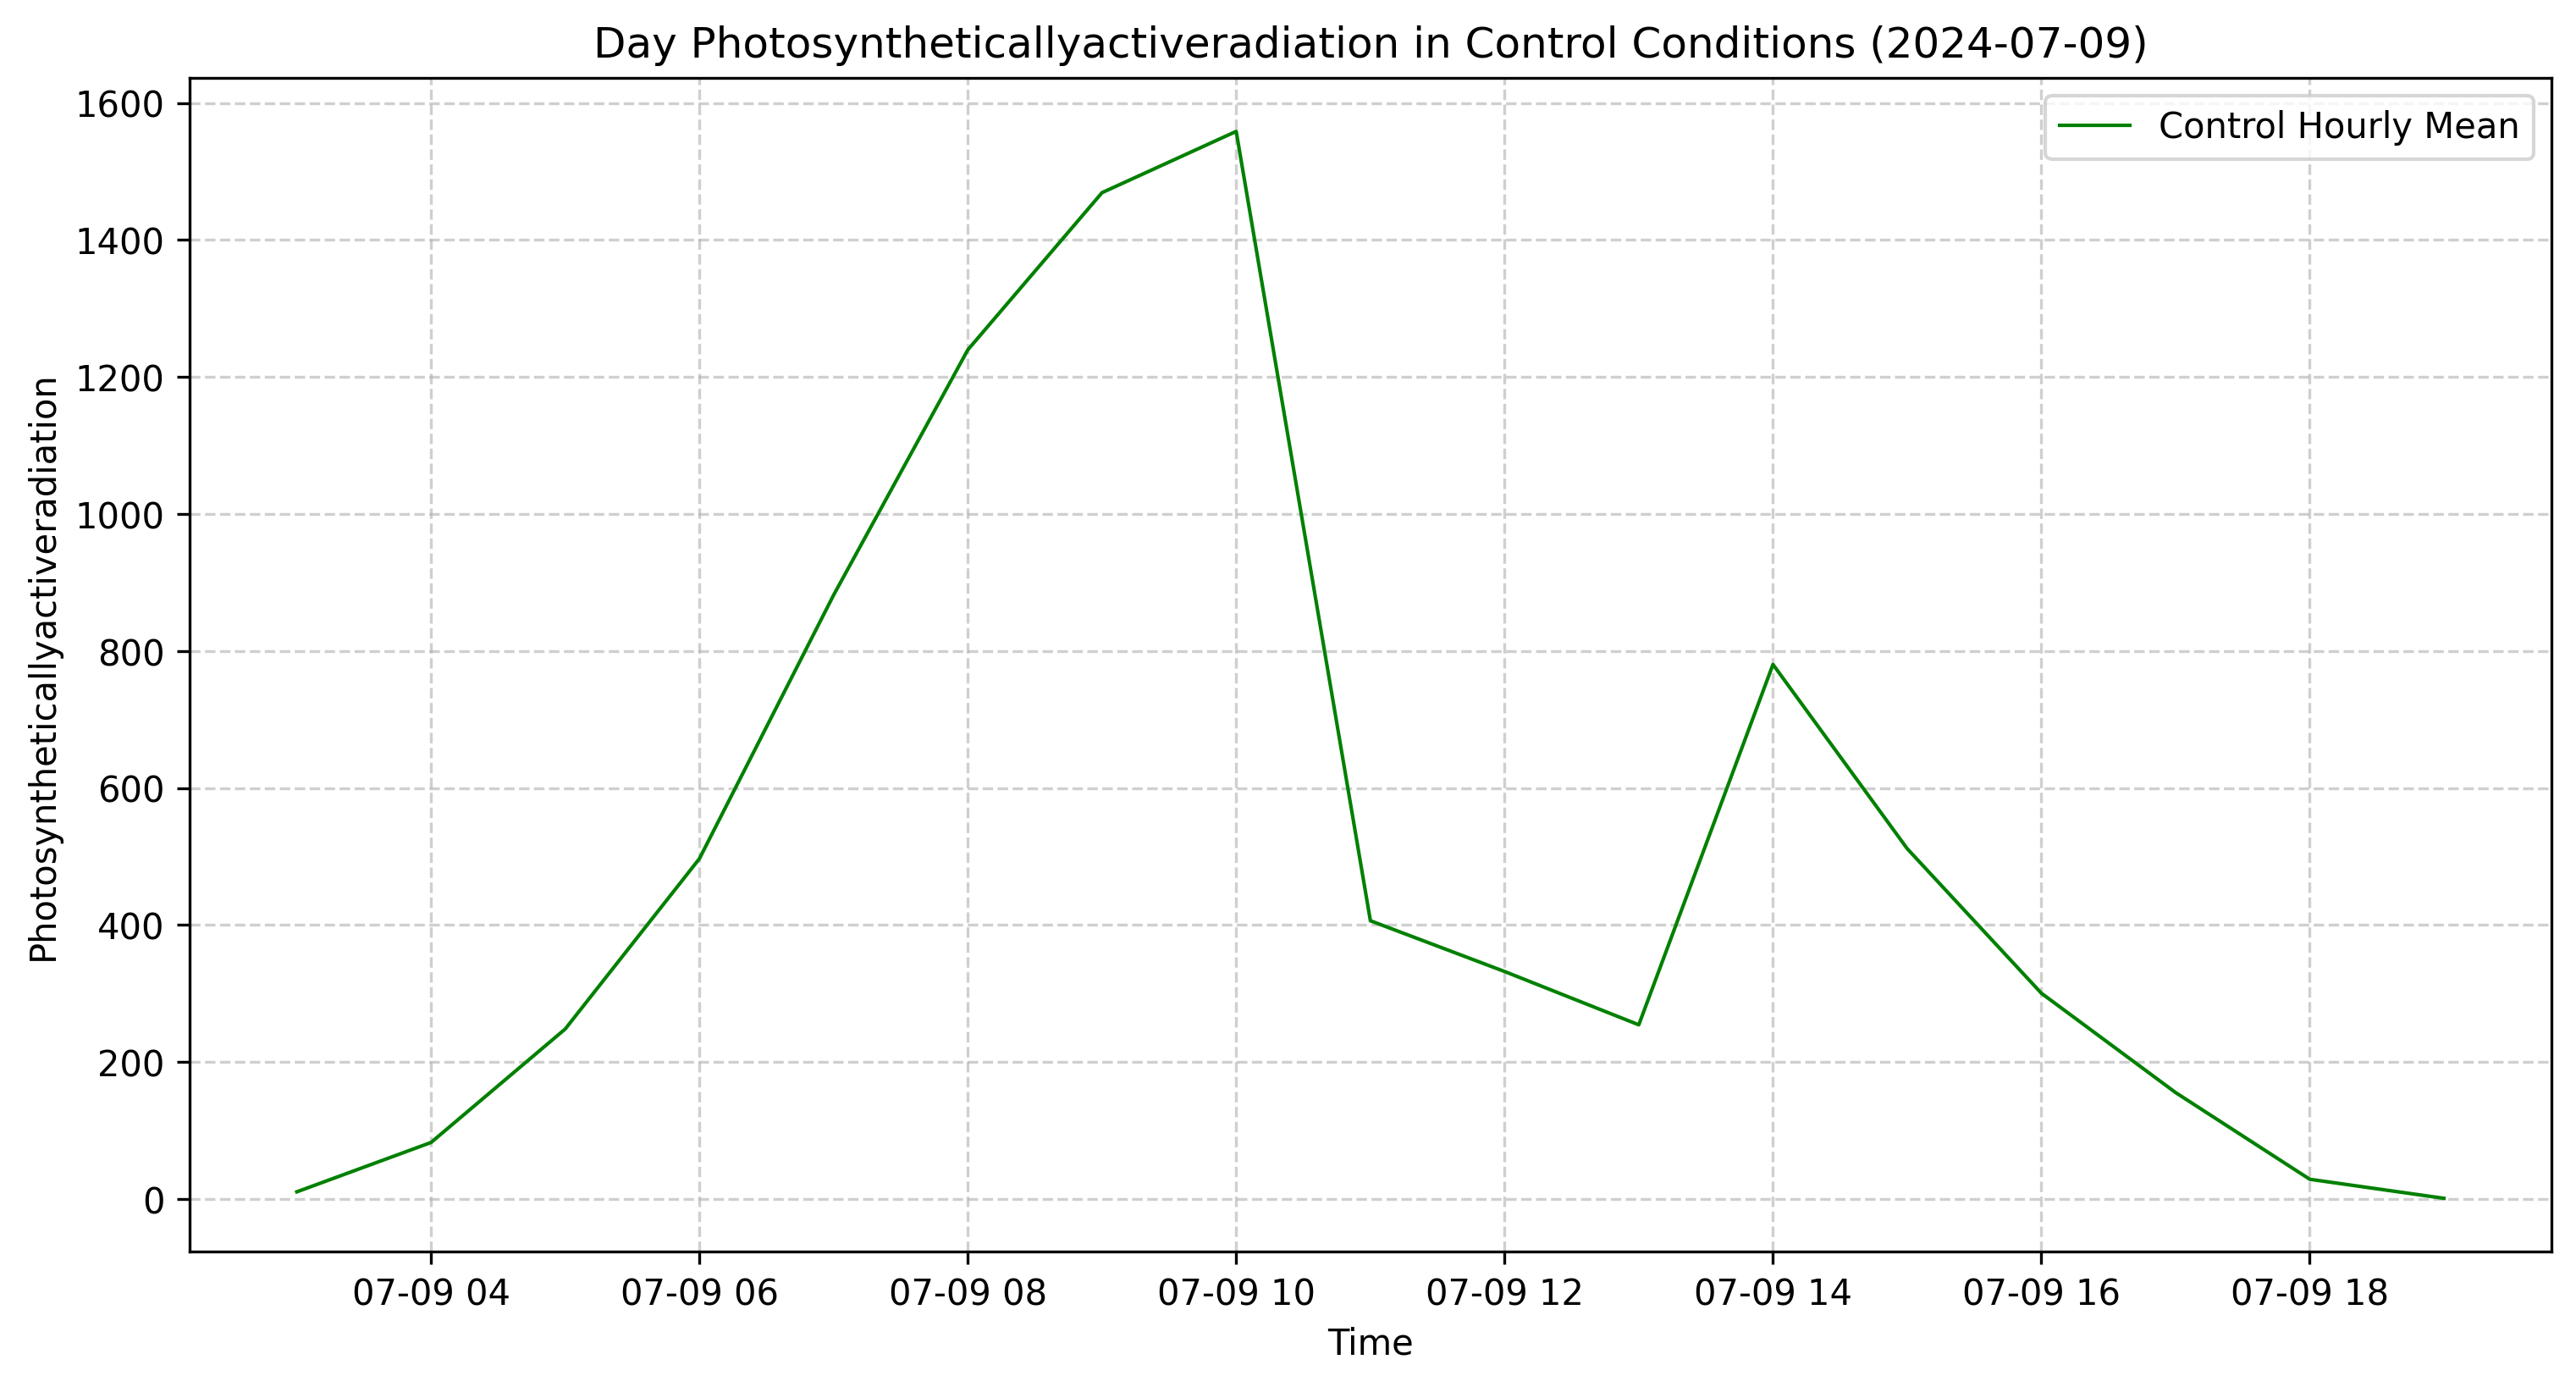 Day Photosyntheticallyactiveradiation in Control Conditions (2024-07-09)
Control Hourly Mean
Photosyntheticallyactiveradiation
1600
1400
1200
1000
800
600
400
200
0
07-09 04 07-09 06 07-09 08 07-09 10 07-09 12 07-09 14 07-09 16 07-09 18
Time